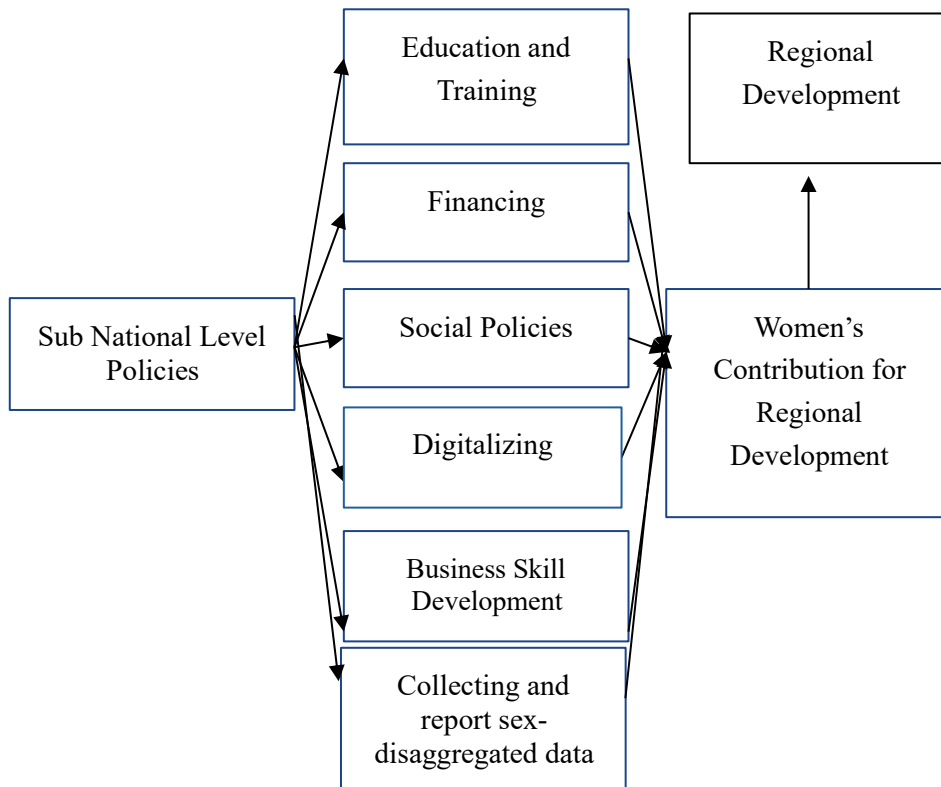 Education and
Training
Regional
Development
Financing
Sub National Level
Policies
Social Policies
Women’s
Contribution for
Regional
Development
Digitalizing
Business Skill
Development
Collecting and
report sex-
disaggregated data